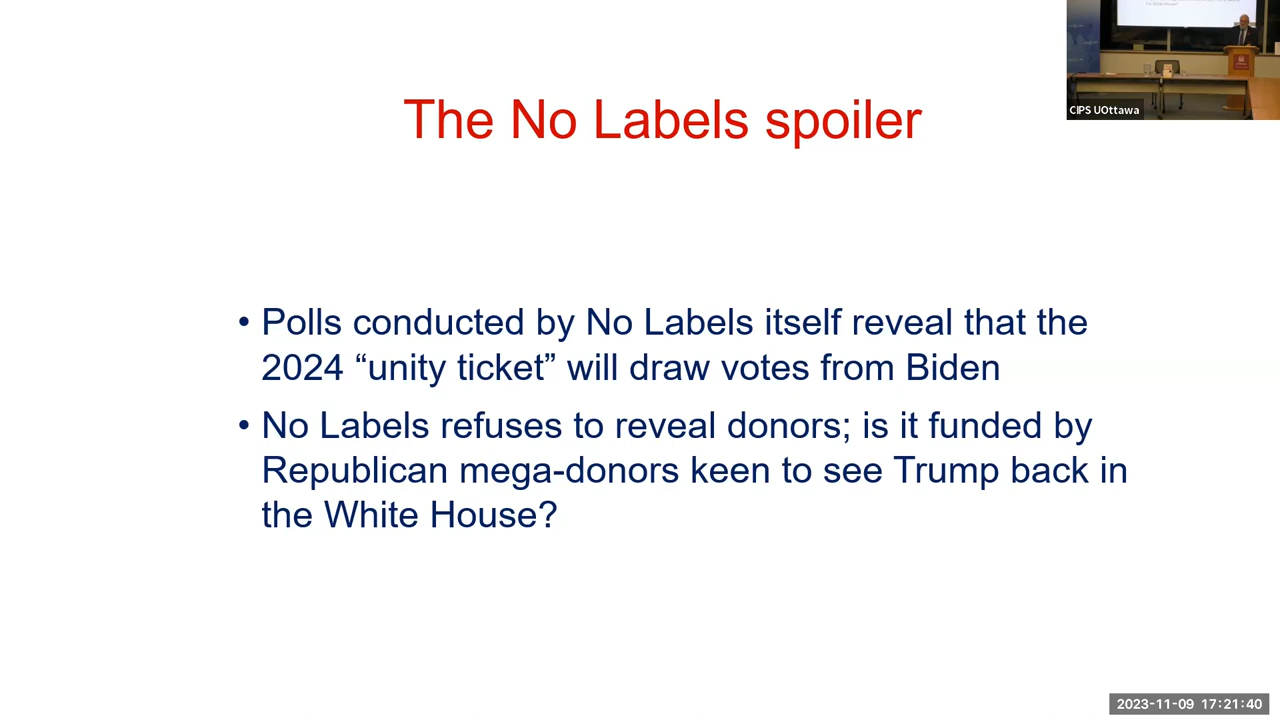 The No Labels spoiler
CIPS UOttawa
• Polls conducted by No Labels itself reveal that the
2024 “unity ticket” will draw votes from Biden
• No Labels refuses to reveal donors; is it funded by
Republican mega-donors keen to see Trump back in
the White House?
2023-11-09 17:21:40